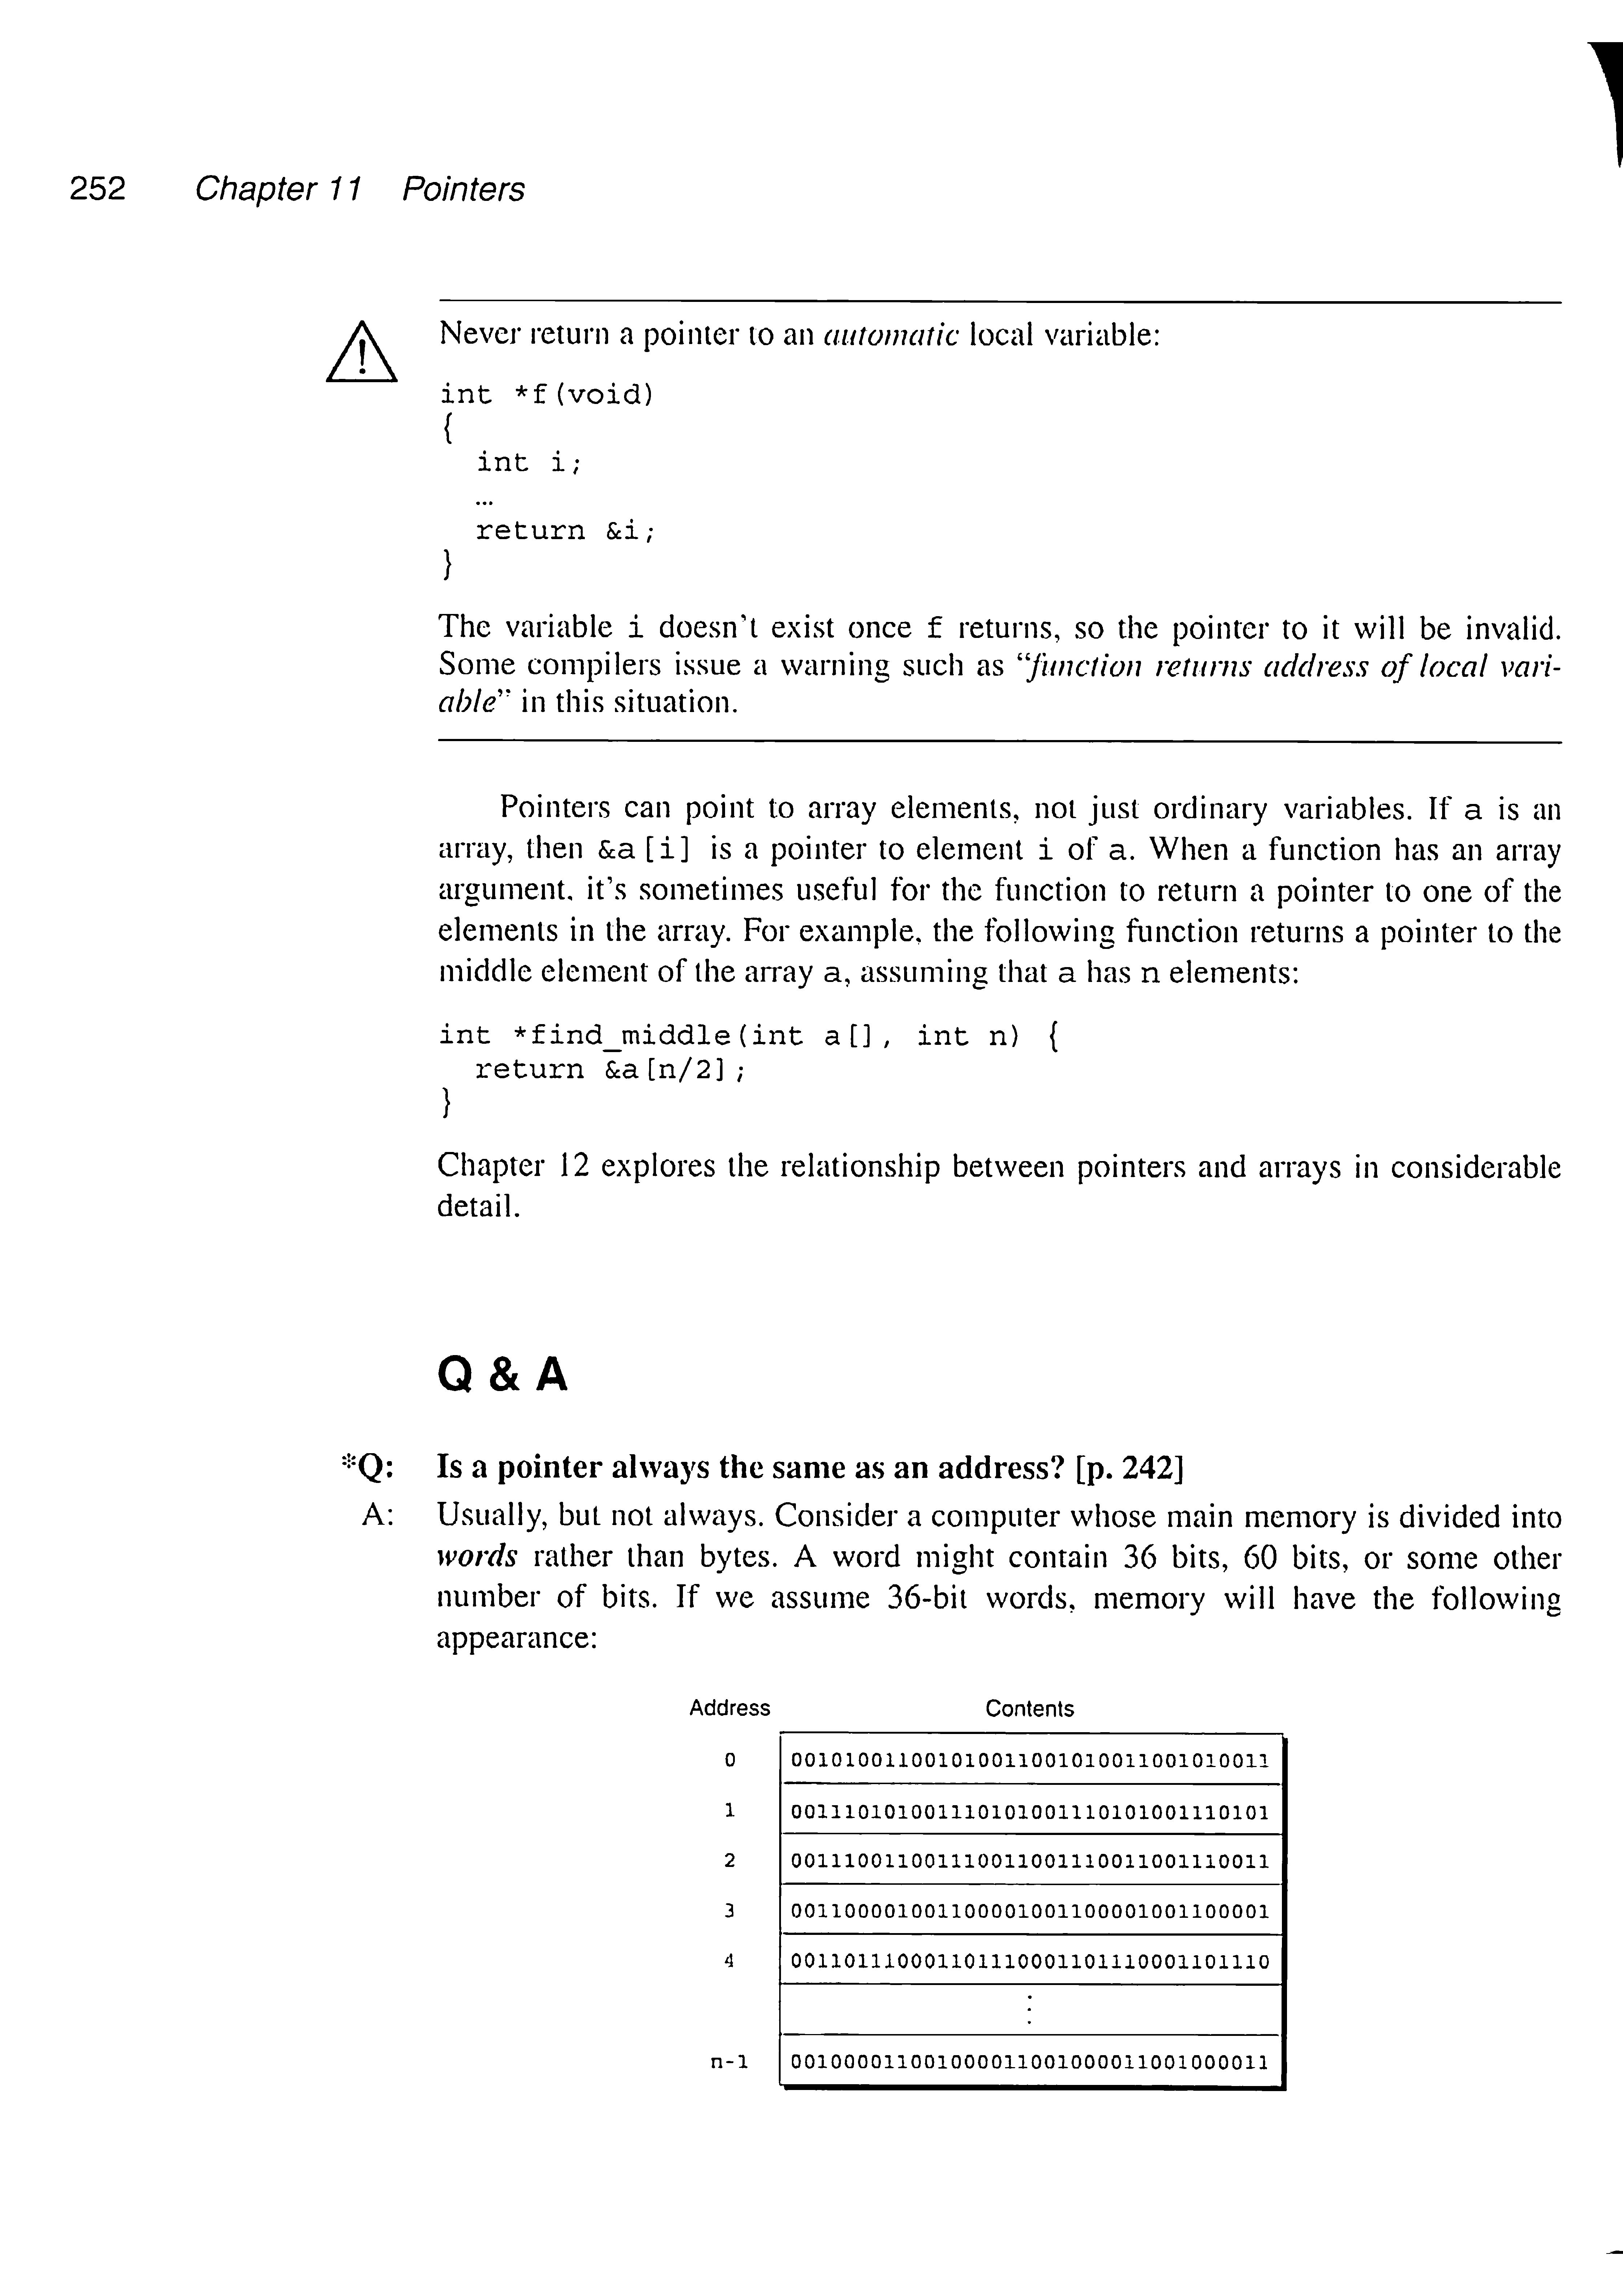 252 Chapter 11 Pointers
Never return a pointer to an automatic local variable:
int *f(void)
{
  int i;
  …
  return &i;
}
The variable i doesn't exist once f returns, so the pointer to it will be invalid.
Some compilers issue a warning such as “function returns address of local vari-
able” in this situation.
Pointers can point to array elements, not just ordinary variables. If a is an
array, then &a[i] is a pointer to element i of a. When a function has an array
argument, it's sometimes useful for the function to return a pointer to one of the
elements in the array. For example, the following function returns a pointer to the
middle element of the array a, assuming that a has n elements:
int *find_middle(int a[], int n) {
  return &a[n/2];
}
Chapter 12 explores the relationship between pointers and arrays in considerable
detail.
Q & A
*Q: Is a pointer always the same as an address? [p. 242]
A: Usually, but not always. Consider a computer whose main memory is divided into
words rather than bytes. A word might contain 36 bits, 60 bits, or some other
number of bits. If we assume 36-bit words, memory will have the following
appearance:
Address Contents
0 001010011001010011001010011001010011
1 001110101001110101001110101001110101
2 001110011001110011001110011001110011
3 001100001001100001001100001001100001
4 001101110001101110001101110001101110
⋮
n-1 001000011001000011001000011001000011